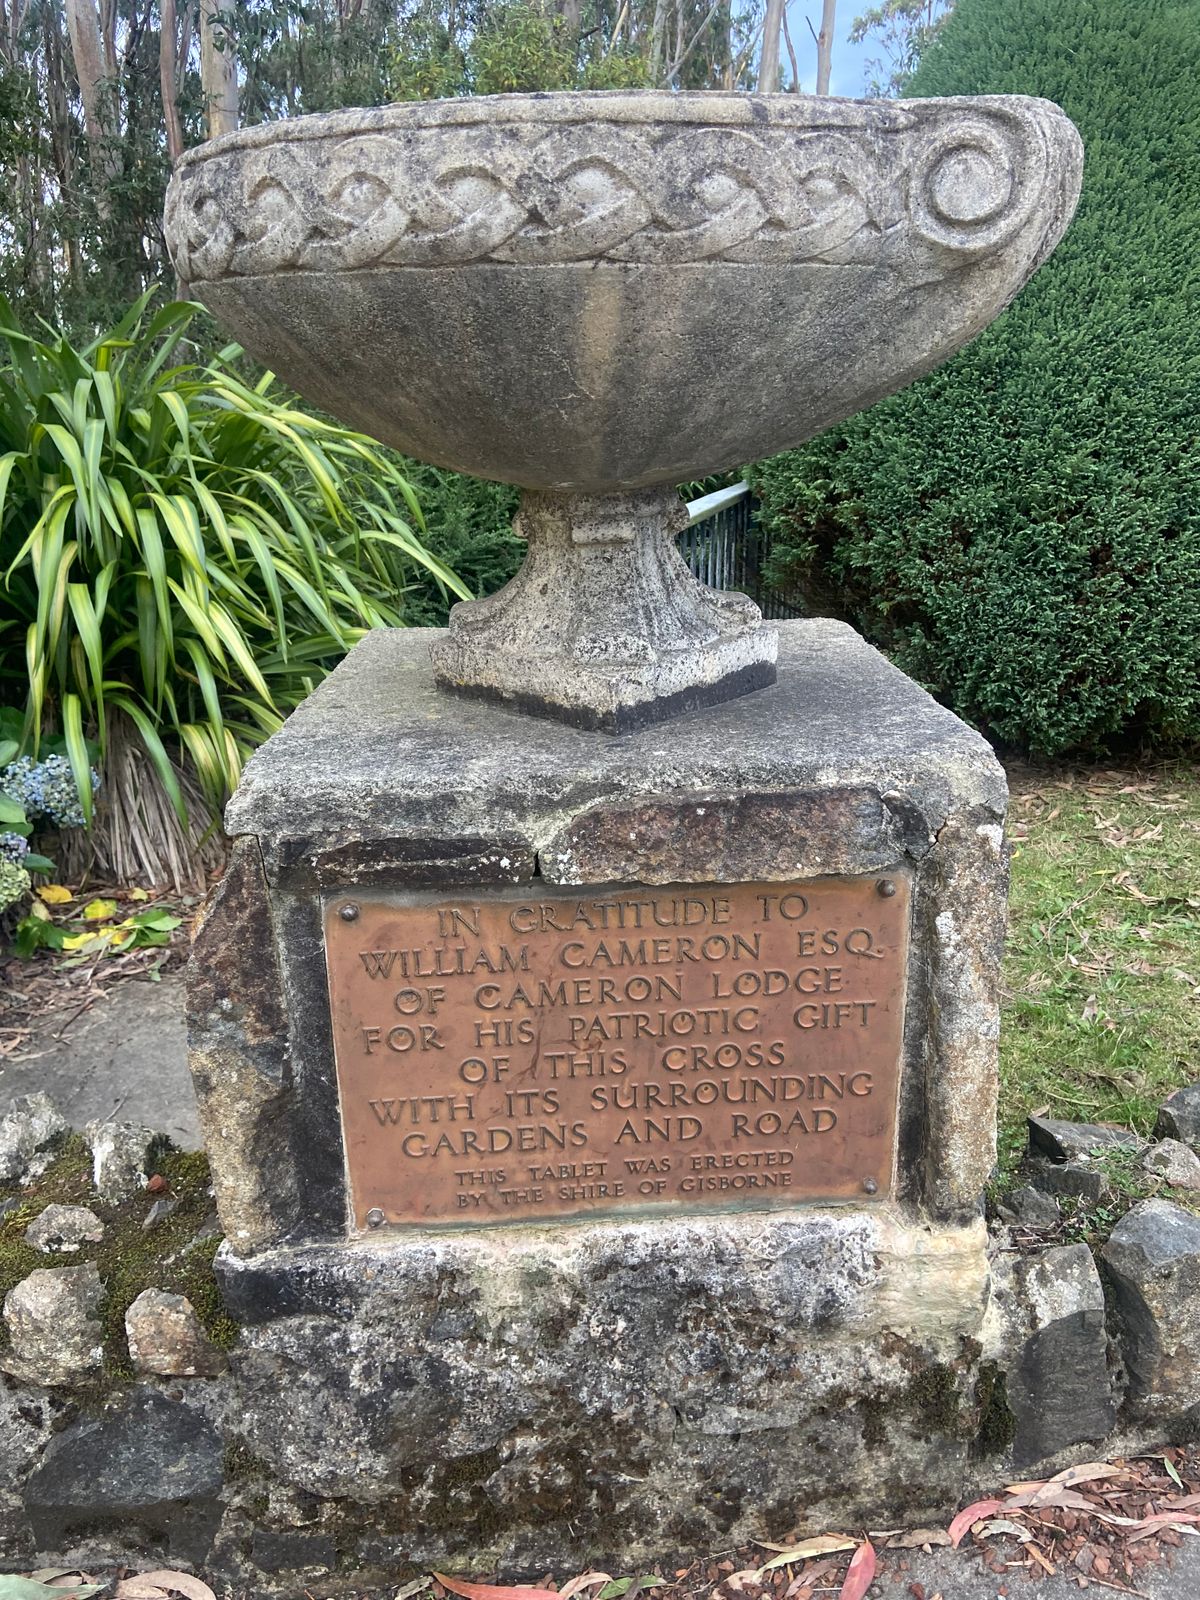 IN GRATITUDE TO
WILLIAM CAMERON ESQ.
OF CAMERON LODGE
FOR HIS PATRIOTIC GIFT
OF THIS CROSS
WITH ITS SURROUNDING
GARDENS AND ROAD
THIS TABLET WAS ERECTED
BY THE SHIRE OF GISBORNE